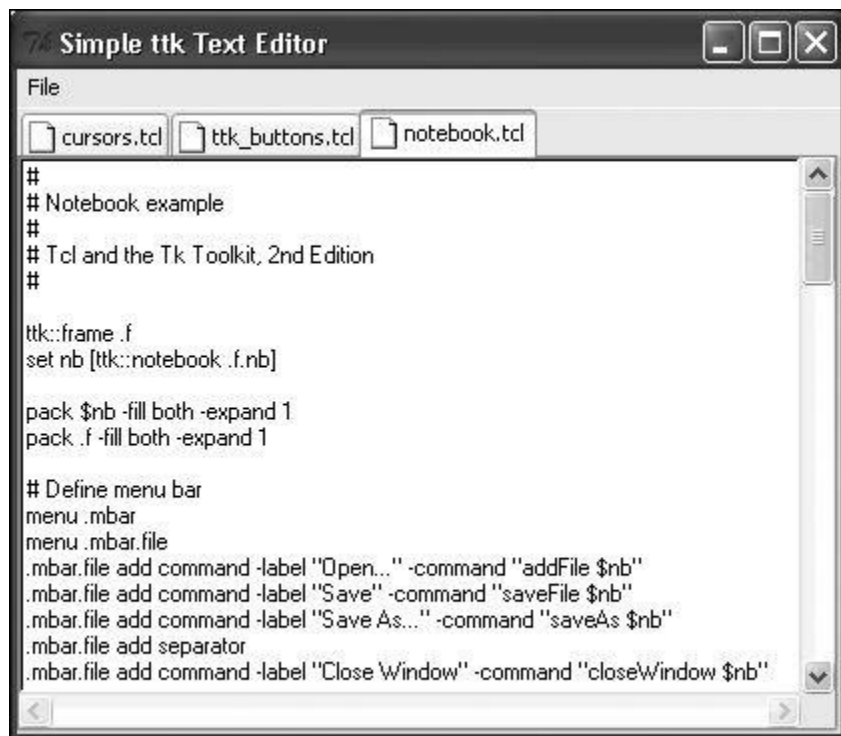 Simple ttk Text Editor
File
cursors.tcl ttk_buttons.tcl notebook.tcl
#
# Notebook example
#
# Tcl and the Tk Toolkit, 2nd Edition
#
ttk::frame .f
set nb [ttk::notebook .f.nb]
pack $nb -fill both -expand 1
pack .f -fill both -expand 1
# Define menu bar
menu .mbar
menu .mbar.file
.mbar.file add command -label "Open..." -command "addFile $nb"
.mbar.file add command -label "Save" -command "saveFile $nb"
.mbar.file add command -label "Save As..." -command "saveAs $nb"
.mbar.file add separator
.mbar.file add command -label "Close Window" -command "closeWindow $nb"